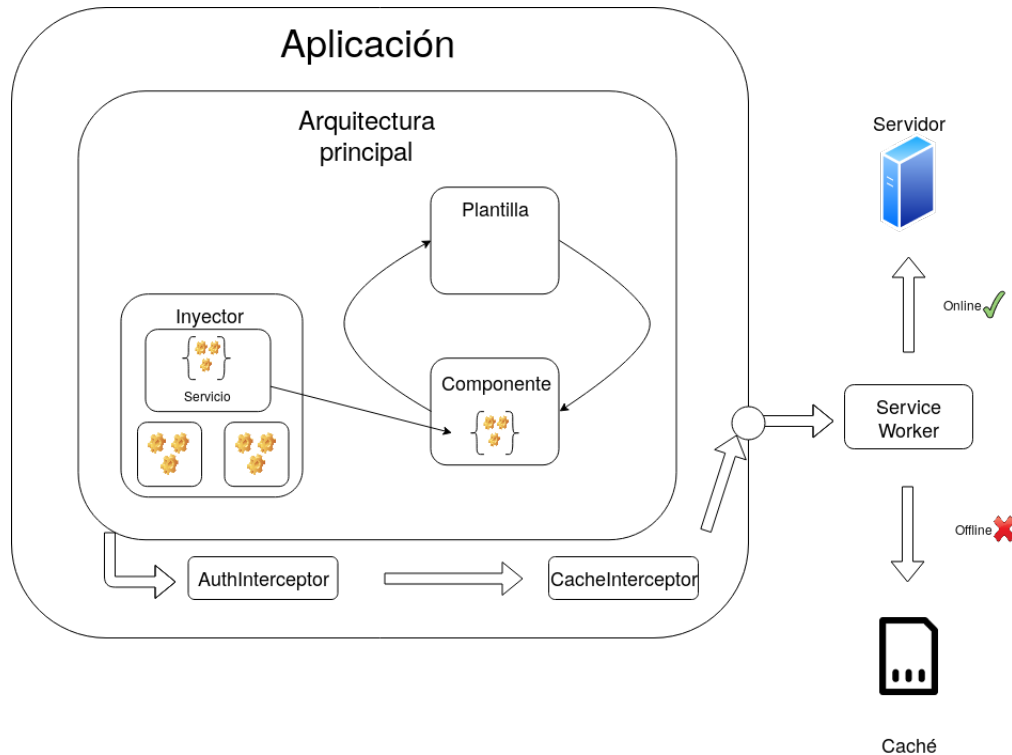 Aplicación
Arquitectura
principal
Servidor
Plantilla
Online
Inyector
Servicio
Componente
Service
Worker
Offline
AuthInterceptor
CacheInterceptor
Caché